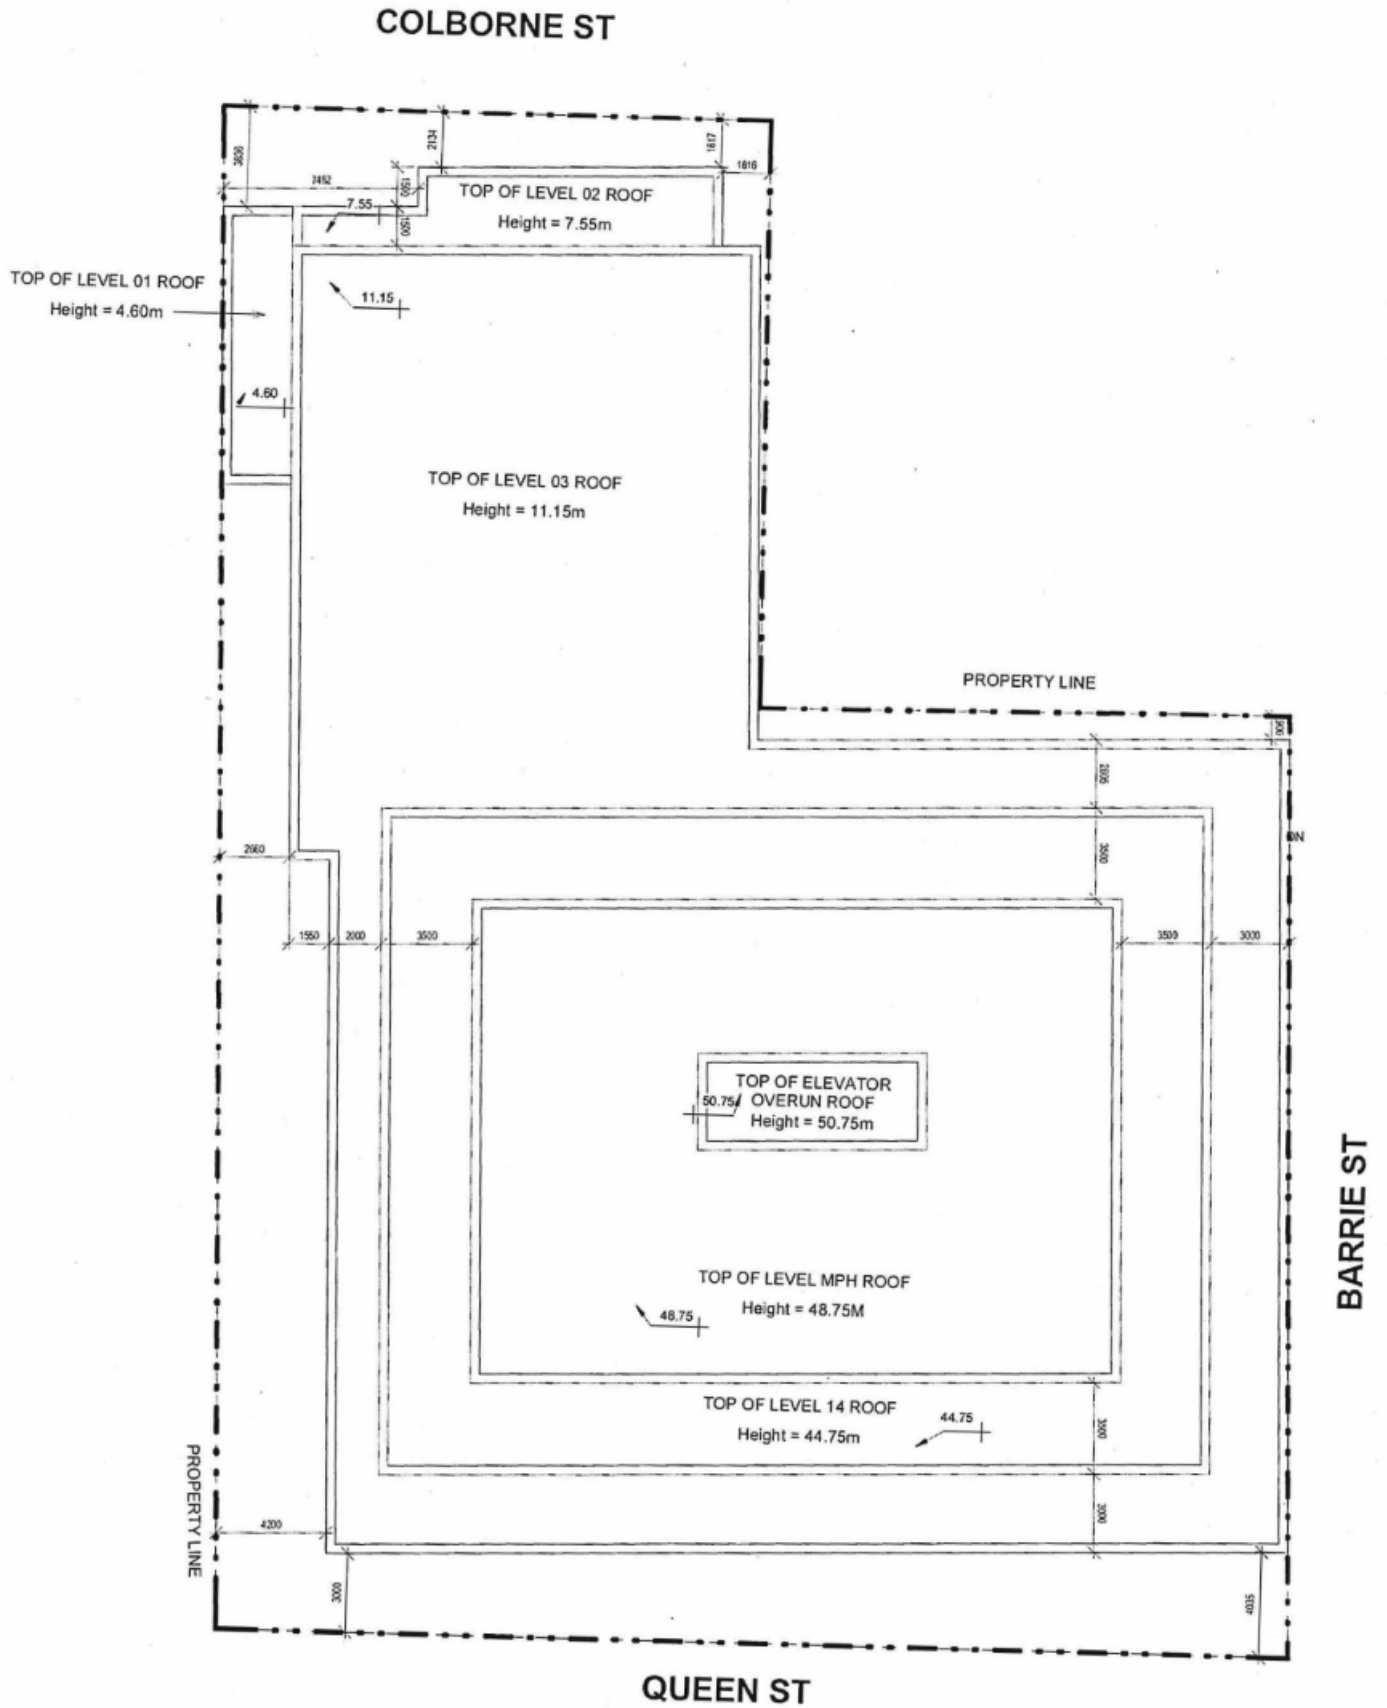 COLBORNE ST
3636
2134
1817
1816
1500
TOP OF LEVEL 02 ROOF
7.55
Height = 7.55m
1500
TOP OF LEVEL 01 ROOF
Height = 4.60m
11.15
4.60
TOP OF LEVEL 03 ROOF
Height = 11.15m
PROPERTY LINE
900
3500
2660
1550
2000
3500
3500
3000
TOP OF ELEVATOR
50.75
OVERUN ROOF
Height = 50.75m
BARRIE ST
TOP OF LEVEL MPH ROOF
Height = 48.75M
48.75
TOP OF LEVEL 14 ROOF
44.75
Height = 44.75m
3500
PROPERTY LINE
4200
3000
3000
4035
QUEEN ST